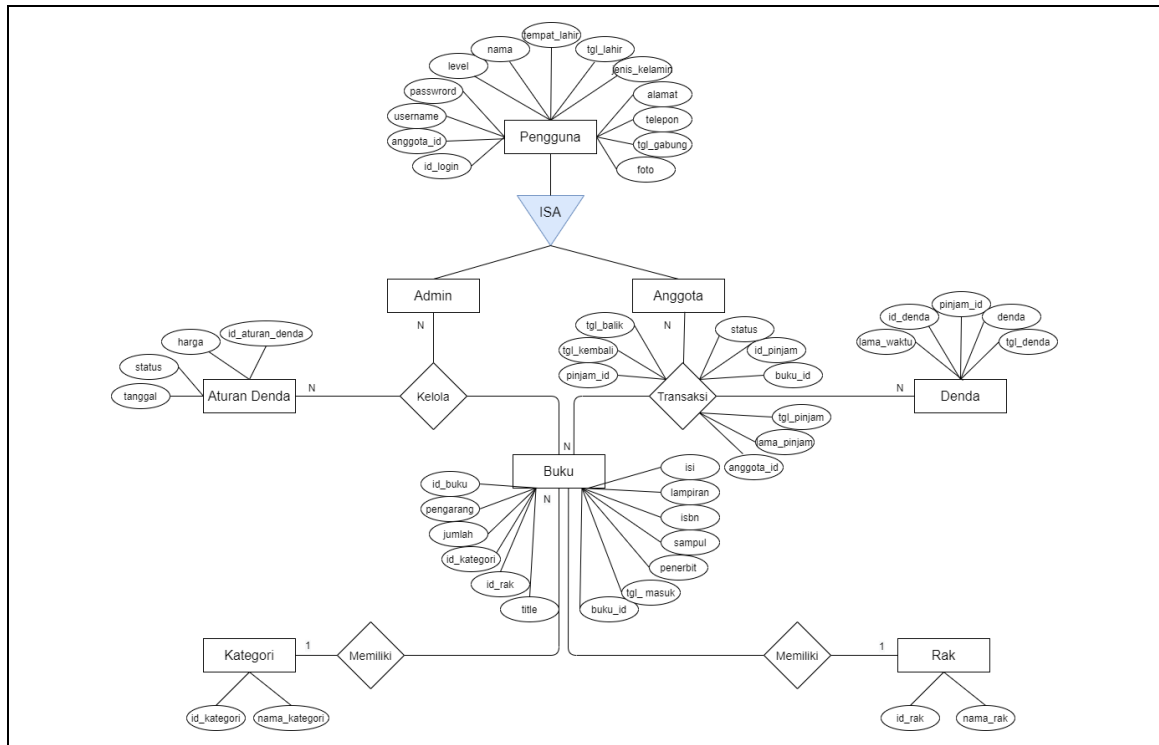 tempat_lahir
nama
tgl_lahir
level
jenis_kelamin
password
alamat
username
telepon
Pengguna
anggota_id
tgl_gabung
id_login
foto
ISA
Admin
Anggota
N
N
tgl_balik
status
tgl_kembali
id_pinjam
pinjam_id
buku_id
pinjam_id
id_denda
denda
lama_waktu
tgl_denda
harga
id_aturan_denda
status
tanggal
Aturan Denda
N
Kelola
Transaksi
N
Denda
tgl_pinjam
lama_pinjam
anggota_id
N
Buku
N
id_buku
isi
pengarang
lampiran
jumlah
isbn
id_kategori
sampul
id_rak
penerbit
title
tgl_ masuk
buku_id
Kategori
1
Memiliki
Memiliki
1
Rak
id_kategori
nama_kategori
id_rak
nama_rak